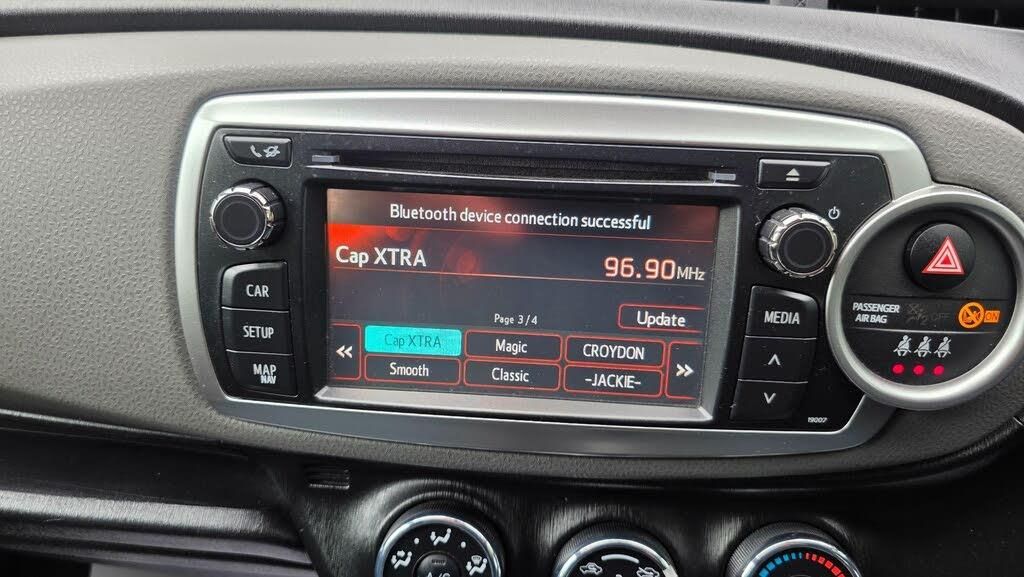 Bluetooth device connection successful
Cap XTRA
96.90MHz
Page 3 / 4
Update
«
Cap XTRA
Magic
CROYDON
»
Smooth
Classic
-JACKIE-
CAR
SETUP
MAP
NAV
MEDIA
19007
PASSENGER
AIR BAG
2
OFF
ON
A/C